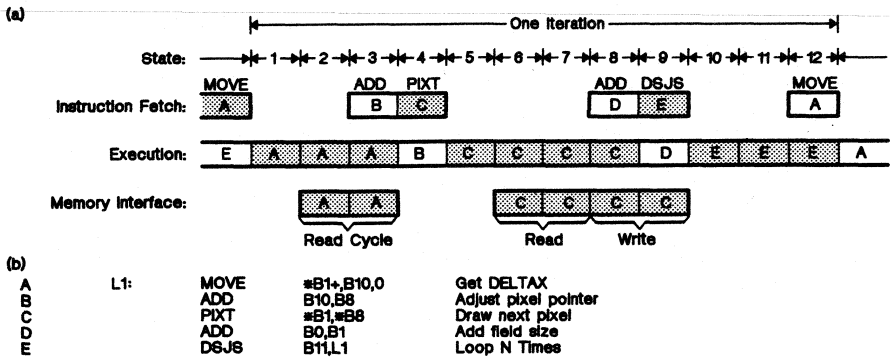 (a)
One Iteration
State: 1 2 3 4 5 6 7 8 9 10 11 12
MOVE ADD PIXT ADD DSJS MOVE
Instruction Fetch: A B C D E A
Execution: E A A A B C C C C D E E E A
Memory Interface: A A C C C C
Read Cycle Read Write
(b)
A L1: MOVE *B1+,B10,0 Get DELTAX
B ADD B10,B8 Adjust pixel pointer
C PIXT *B1,*B8 Draw next pixel
D ADD B0,B1 Add field size
E DSJS B11,L1 Loop N Times